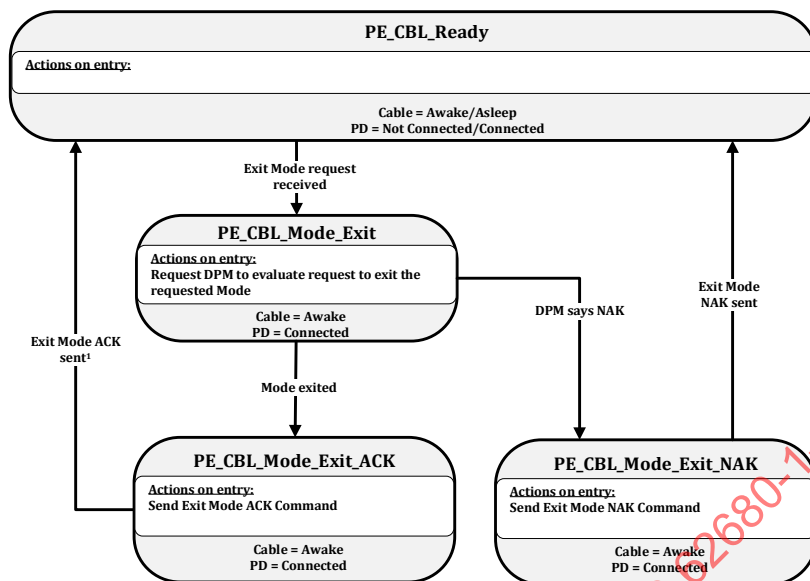 PE_CBL_Ready
Actions on entry:
Cable = Awake/Asleep
PD = Not Connected/Connected
Exit Mode request
received
PE_CBL_Mode_Exit
Actions on entry:
Request DPM to evaluate request to exit the
requested Mode
Cable = Awake
PD = Connected
Exit Mode
NAK sent
DPM says NAK
Exit Mode ACK
sent¹
Mode exited
PE_CBL_Mode_Exit_ACK
Actions on entry:
Send Exit Mode ACK Command
Cable = Awake
PD = Connected
PE_CBL_Mode_Exit_NAK
Actions on entry:
Send Exit Mode NAK Command
Cable = Awake
PD = Connected
62680-1